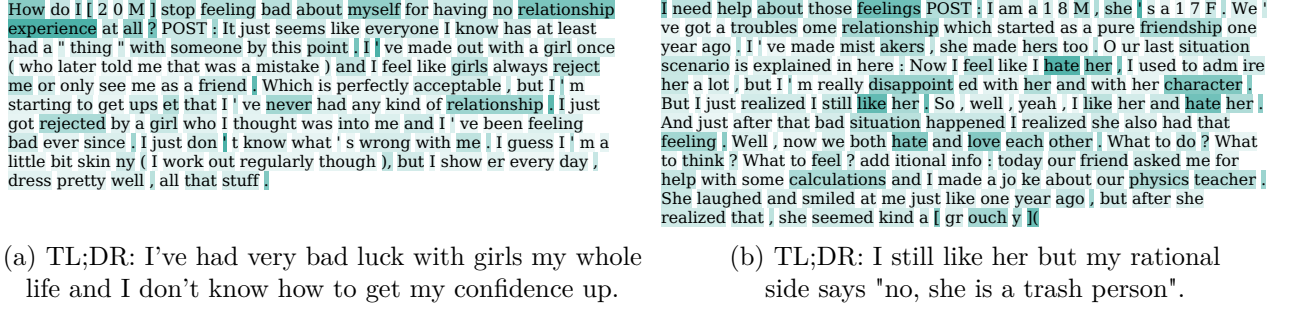 How do I [ 2 0 M ] stop feeling bad about myself for having no relationship
experience at all ? POST : It just seems like everyone I know has at least
had a " thing " with someone by this point . I ' ve made out with a girl once
( who later told me that was a mistake ) and I feel like girls always reject
me or only see me as a friend . Which is perfectly acceptable , but I ' m
starting to get ups et that I ' ve never had any kind of relationship . I just
got rejected by a girl who I thought was into me and I ' ve been feeling
bad ever since . I just don ' t know what ' s wrong with me . I guess I ' m a
little bit skin ny ( I work out regularly though ), but I show er every day ,
dress pretty well , all that stuff .
(a) TL;DR: I've had very bad luck with girls my whole
life and I don't know how to get my confidence up.
I need help about those feelings POST : I am a 1 8 M , she ' s a 1 7 F . We '
ve got a troubles ome relationship which started as a pure friendship one
year ago . I ' ve made mist akers , she made hers too . O ur last situation
scenario is explained in here : Now I feel like I hate her , I used to adm ire
her a lot , but I ' m really disappoint ed with her and with her character .
But I just realized I still like her . So , well , yeah , I like her and hate her .
And just after that bad situation happened I realized she also had that
feeling . Well , now we both hate and love each other . What to do ? What
to think ? What to feel ? add itional info : today our friend asked me for
help with some calculations and I made a jo ke about our physics teacher .
She laughed and smiled at me just like one year ago , but after she
realized that , she seemed kind a [ gr ouch y ](
(b) TL;DR: I still like her but my rational
side says "no, she is a trash person".